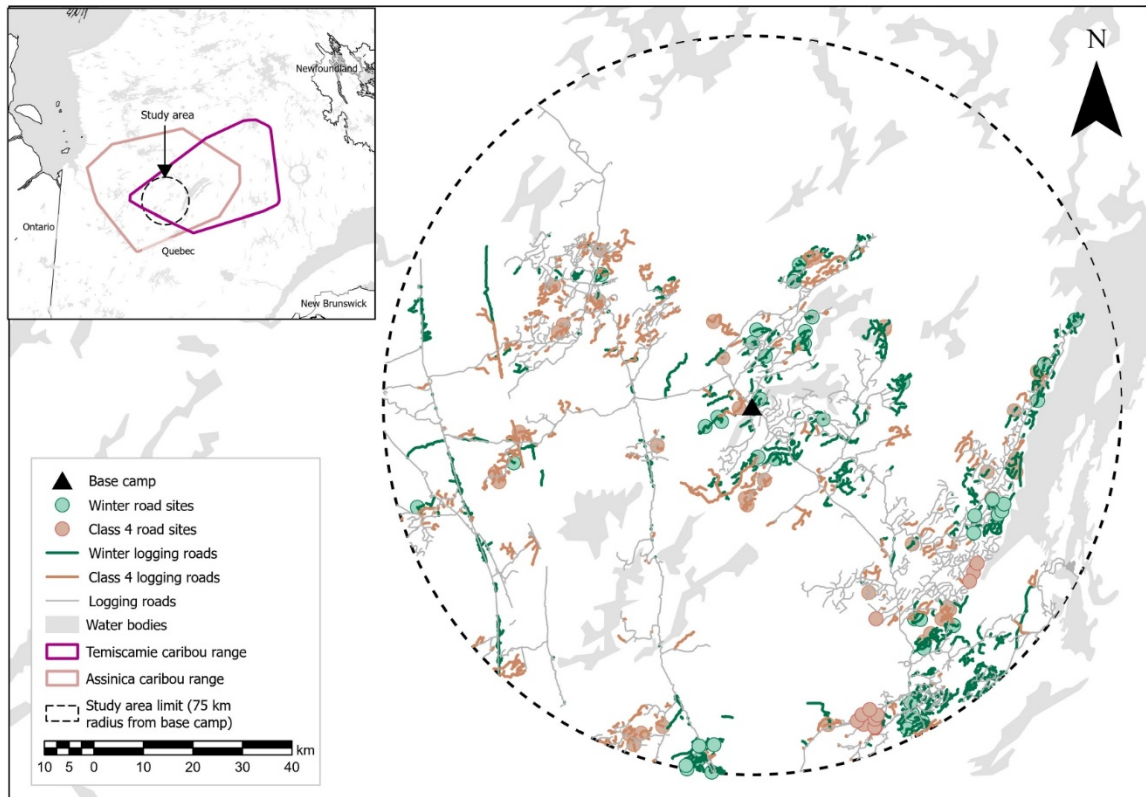 Newfoundland
Study area
Ontario
Quebec
New Brunswick
N
Base camp
Winter road sites
Class 4 road sites
Winter logging roads
Class 4 logging roads
Logging roads
Water bodies
Temiscamie caribou range
Assinica caribou range
Study area limit (75 km
radius from base camp)
km
10 5 0 10 20 30 40